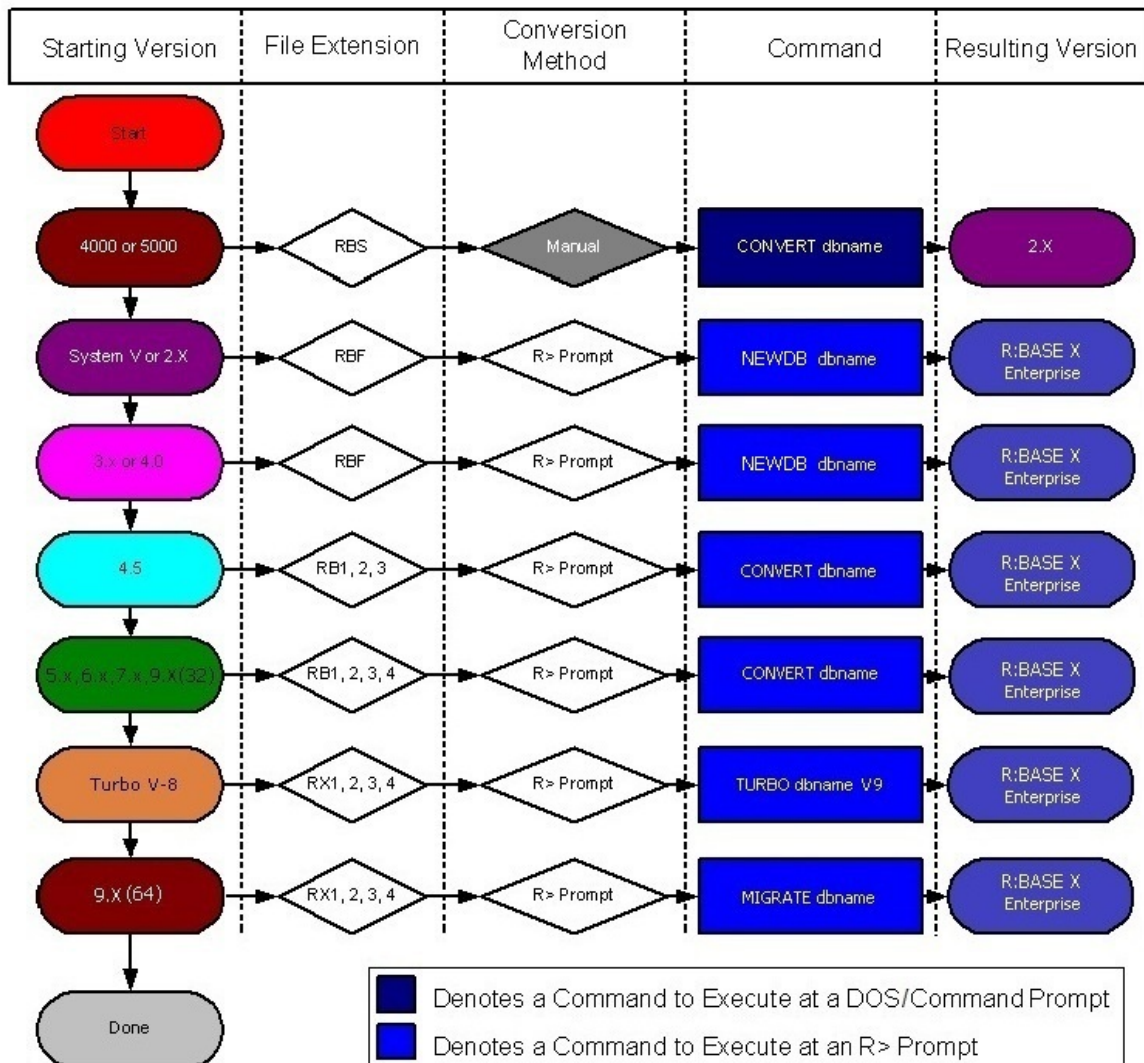 Starting Version
File Extension
Conversion
Method
Command
Resulting Version
Start
4000 or 5000
RBS
Manual
CONVERT dbname
2.X
System V or 2.X
RBF
R> Prompt
NEWDB dbname
R:BASE X
Enterprise
3.x or 4.0
RBF
R> Prompt
NEWDB dbname
R:BASE X
Enterprise
4.5
RB1, 2, 3
R> Prompt
CONVERT dbname
R:BASE X
Enterprise
5.x,6.x,7.x,9.X(32)
RB1, 2, 3, 4
R> Prompt
CONVERT dbname
R:BASE X
Enterprise
Turbo V-8
RX1, 2, 3, 4
R> Prompt
TURBO dbname V9
R:BASE X
Enterprise
9.X (64)
RX1, 2, 3, 4
R> Prompt
MIGRATE dbname
R:BASE X
Enterprise
Done
Denotes a Command to Execute at a DOS/Command Prompt
Denotes a Command to Execute at an R> Prompt